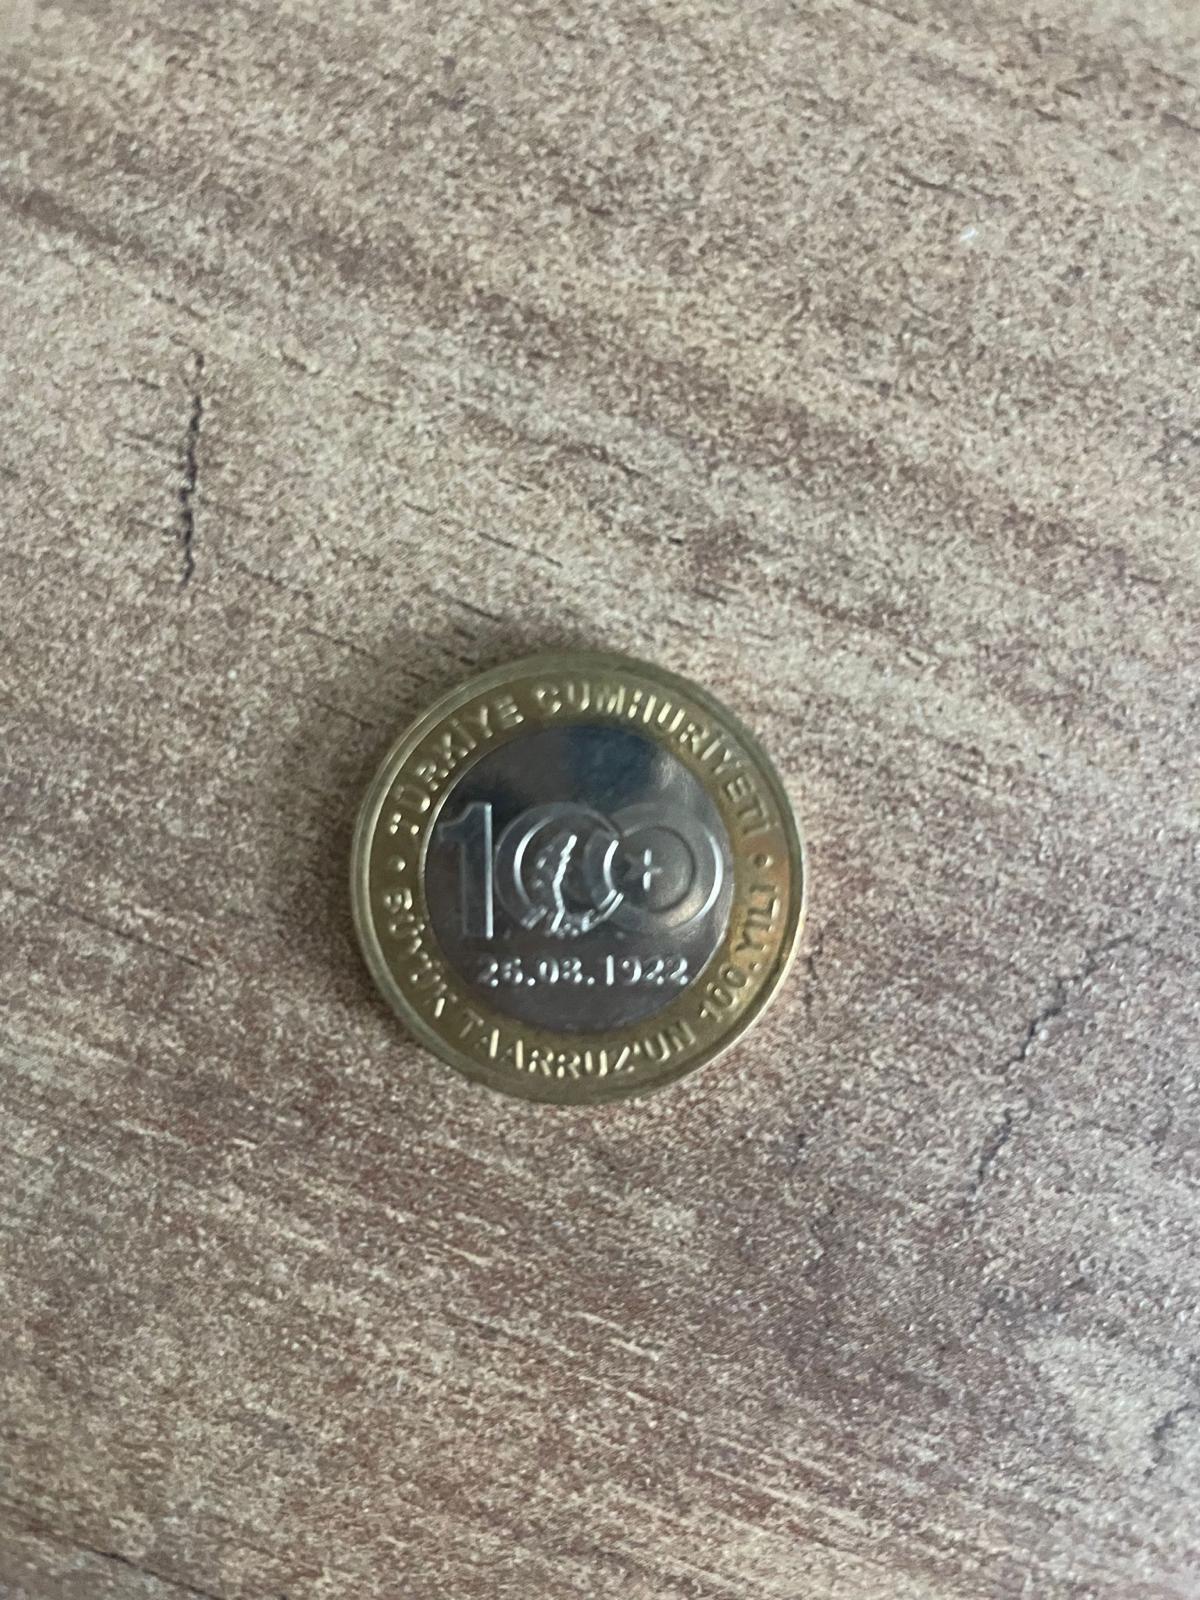 TÜRKİYE CUMHURİYETİ
100
26.08.1922
BÜYÜK TAARRUZ'UN 100. YILI